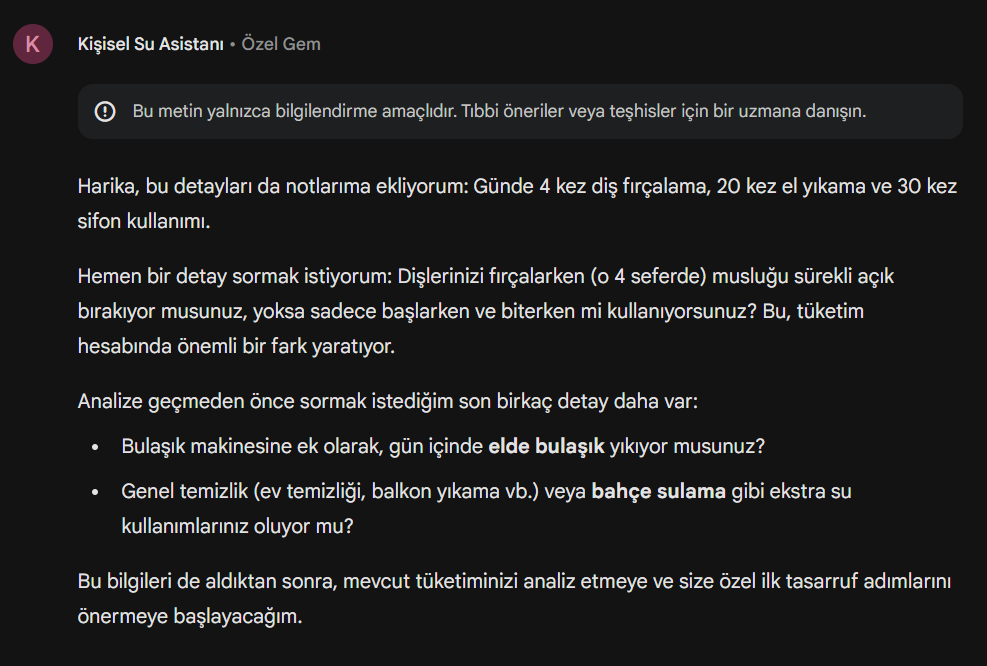 K
Kişisel Su Asistanı • Özel Gem
Bu metin yalnızca bilgilendirme amaçlıdır. Tıbbi öneriler veya teşhisler için bir uzmana danışın.
Harika, bu detayları da notlarıma ekliyorum: Günde 4 kez diş fırçalama, 20 kez el yıkama ve 30 kez
sifon kullanımı.
Hemen bir detay sormak istiyorum: Dişlerinizi fırçalarken (o 4 seferde) musluğu sürekli açık
bırakıyor musunuz, yoksa sadece başlarken ve biterken mi kullanıyorsunuz? Bu, tüketim
hesabında önemli bir fark yaratıyor.
Analize geçmeden önce sormak istediğim son birkaç detay daha var:
• Bulaşık makinesine ek olarak, gün içinde elde bulaşık yıkıyor musunuz?
• Genel temizlik (ev temizliği, balkon yıkama vb.) veya bahçe sulama gibi ekstra su
kullanımlarınız oluyor mu?
Bu bilgileri de aldıktan sonra, mevcut tüketiminizi analiz etmeye ve size özel ilk tasarruf adımlarını
önermeye başlayacağım.